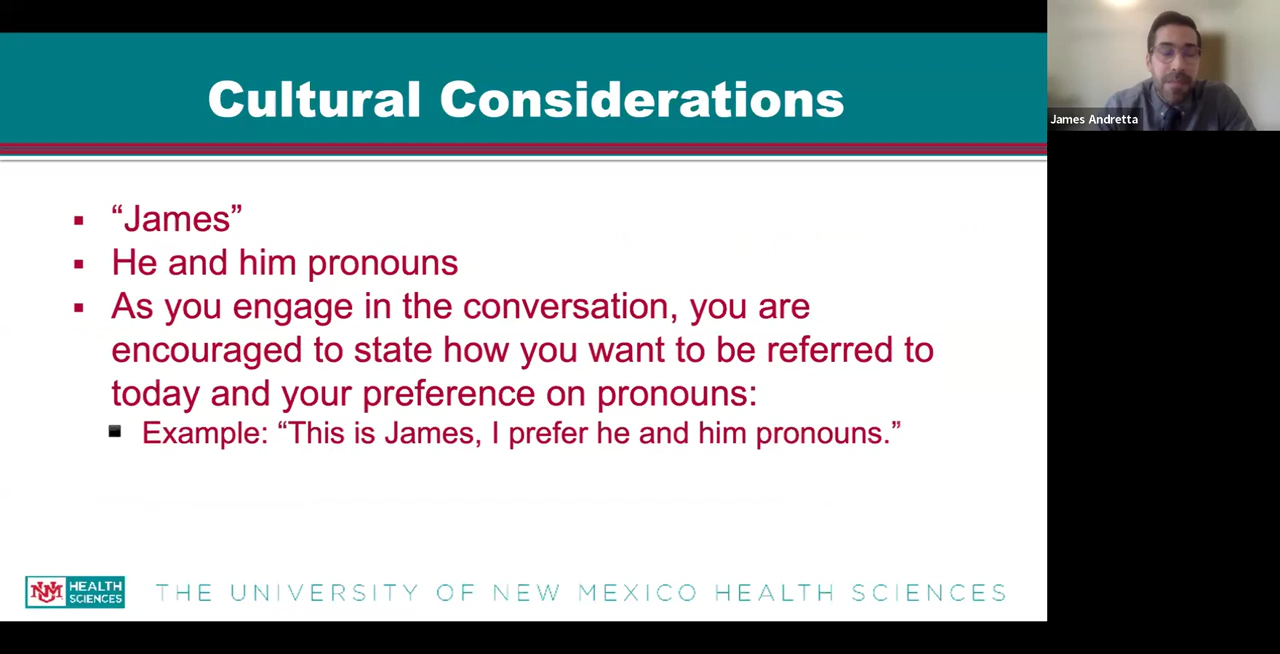 Cultural Considerations
James Andretta
“James”
He and him pronouns
As you engage in the conversation, you are
encouraged to state how you want to be referred to
today and your preference on pronouns:
Example: “This is James, I prefer he and him pronouns.”
UNM HEALTH
SCIENCES
THE UNIVERSITY OF NEW MEXICO HEALTH SCIENCES